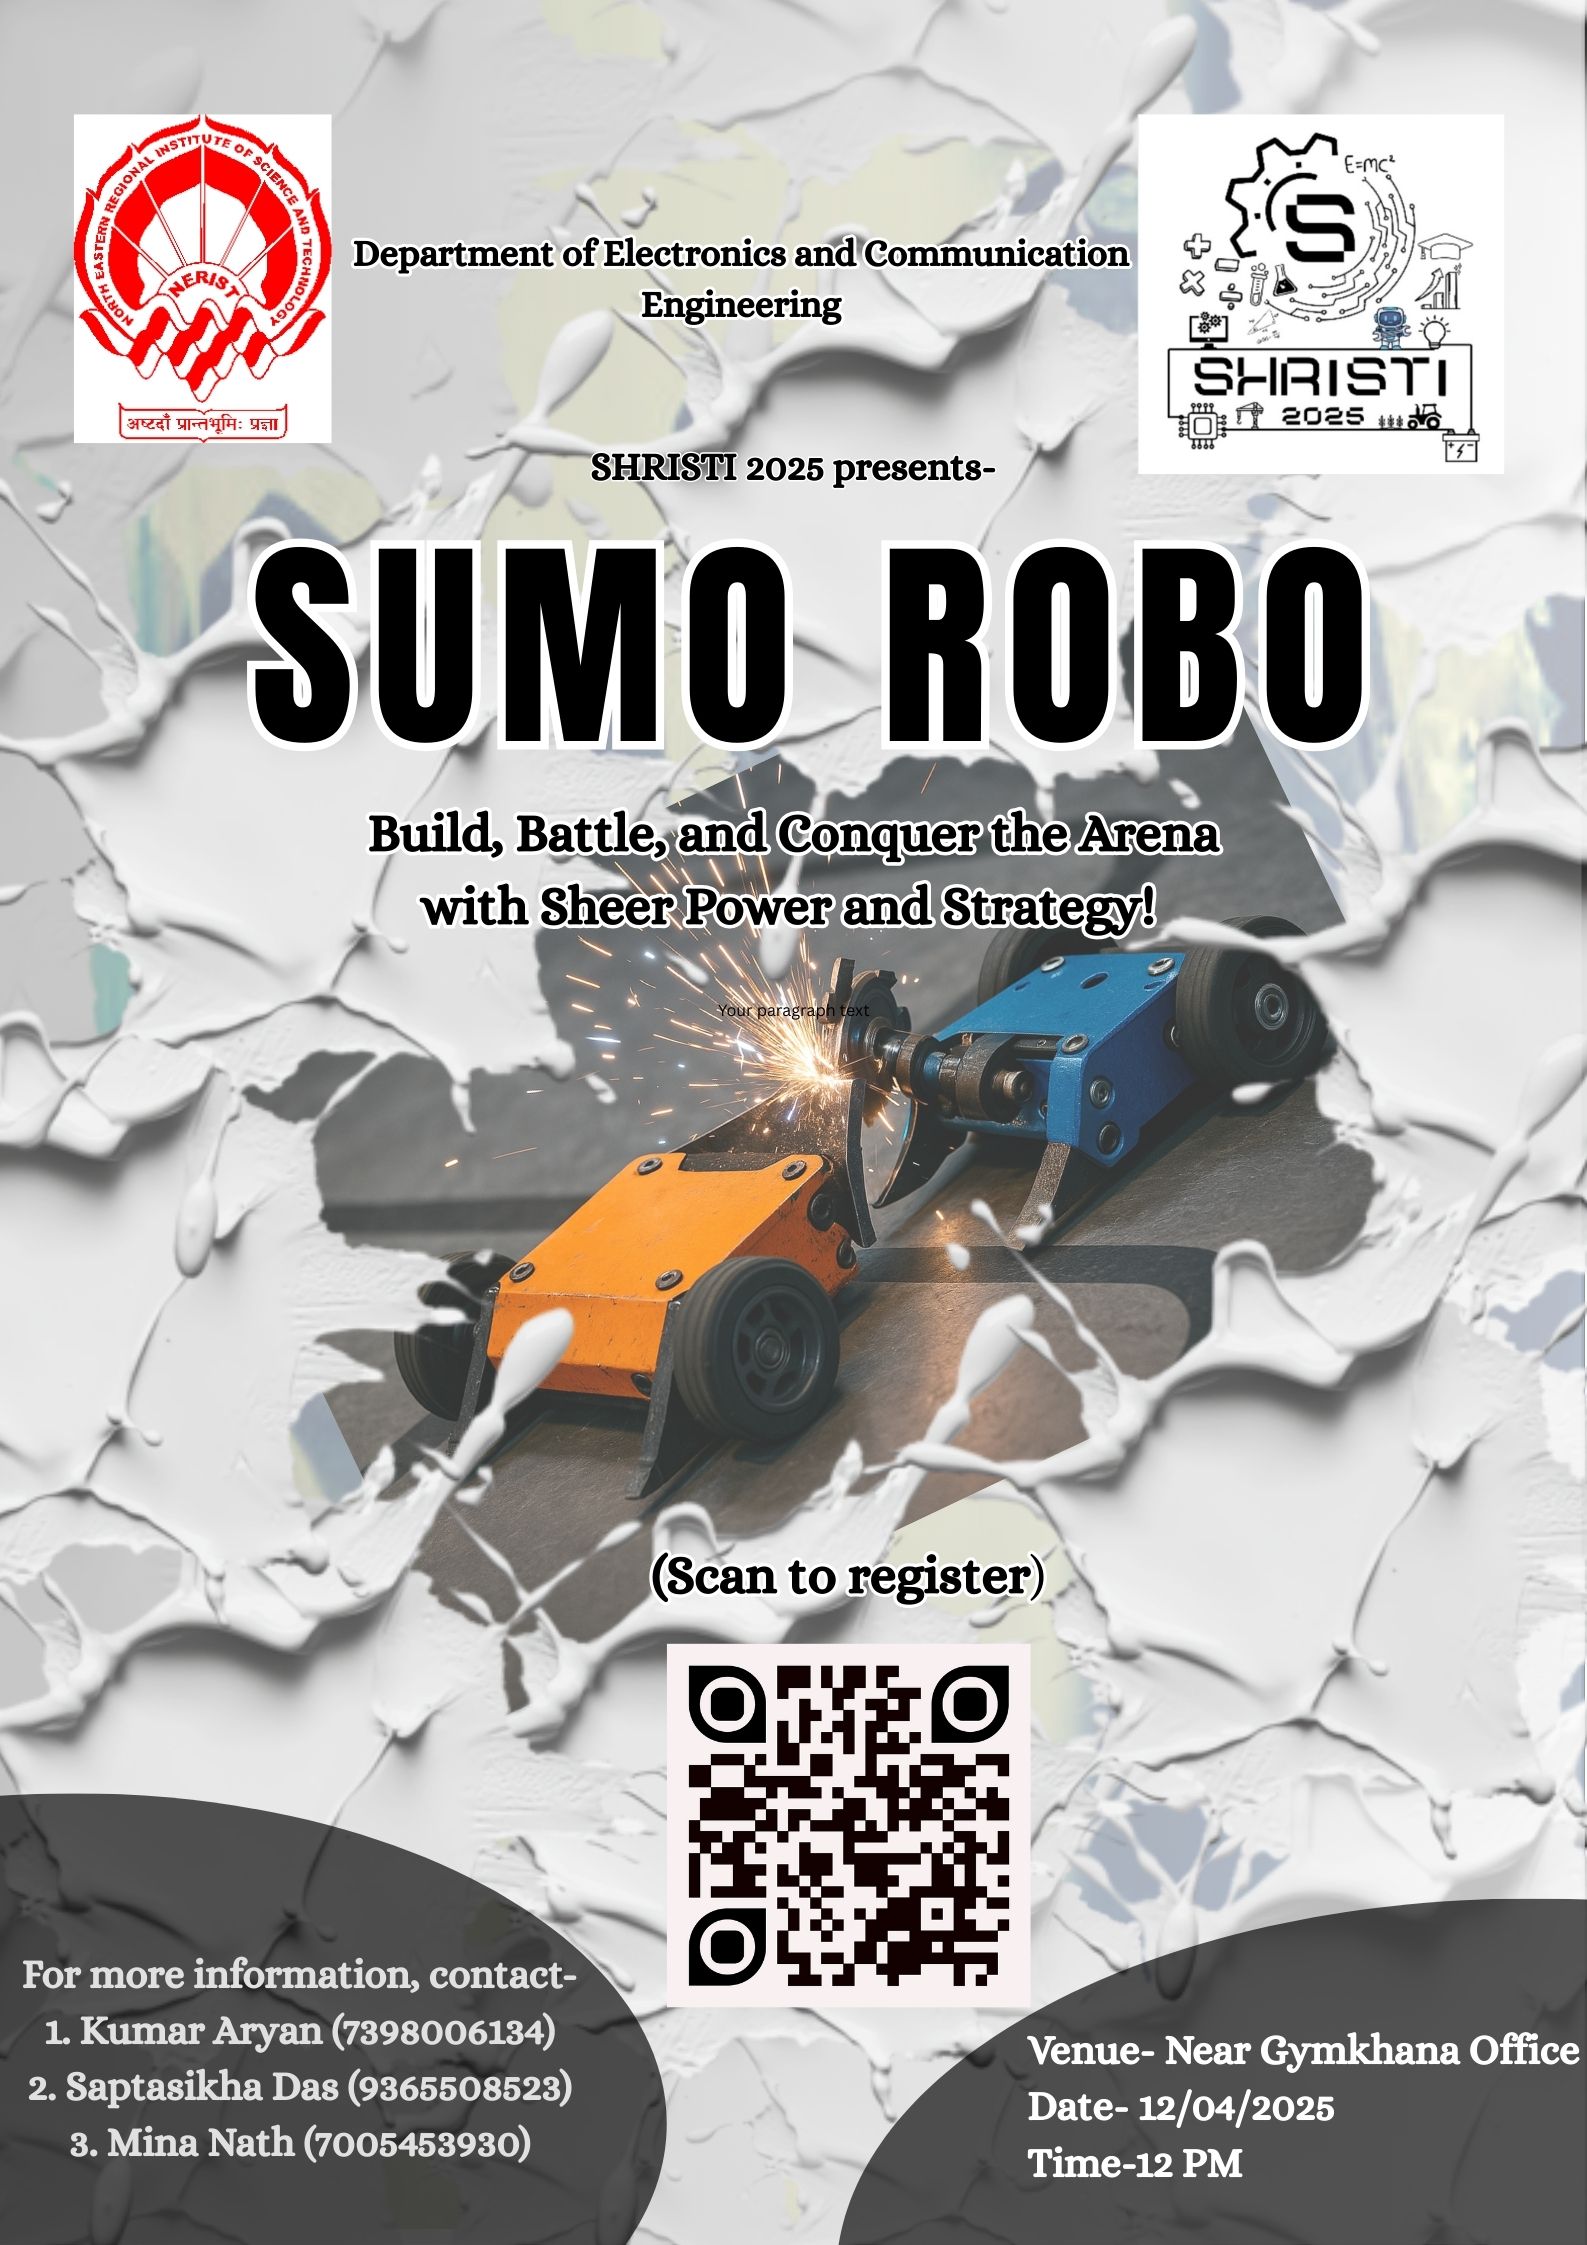 NORTH EASTERN REGIONAL INSTITUTE OF SCIENCE AND TECHNOLOGY
NERIST
अष्टदाँ प्रान्तभूमिः प्रज्ञा
Department of Electronics and Communication
Engineering
E=mc²
S
SHRISTI
2025
SHRISTI 2025 presents-
SUMO ROBO
Build, Battle, and Conquer the Arena
with Sheer Power and Strategy!
Your paragraph text
(Scan to register)
For more information, contact-
1. Kumar Aryan (7398006134)
2. Saptasikha Das (9365508523)
3. Mina Nath (7005453930)
Venue- Near Gymkhana Office
Date- 12/04/2025
Time-12 PM